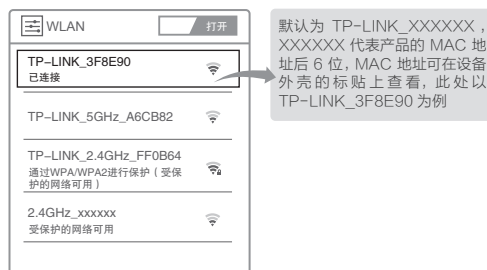 WLAN
打开
TP-LINK_3F8E90
已连接
TP-LINK_5GHz_A6CB82
TP-LINK_2.4GHz_FF0B64
通过WPA/WPA2进行保护（受保
护的网络可用）
2.4GHz_xxxxxx
受保护的网络可用
默认为 TP-LINK_XXXXXX，
XXXXXX 代表产品的 MAC 地
址后 6 位，MAC 地址可在设备
外壳的标贴上查看，此处以
TP-LINK_3F8E90 为例